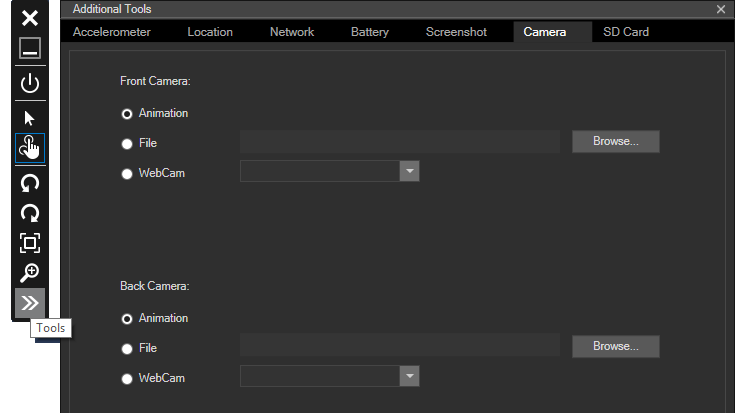 Additional Tools
Accelerometer Location Network Battery Screenshot Camera SD Card
Front Camera:
Animation
File Browse...
WebCam
Back Camera:
Animation
Tools
File Browse...
WebCam